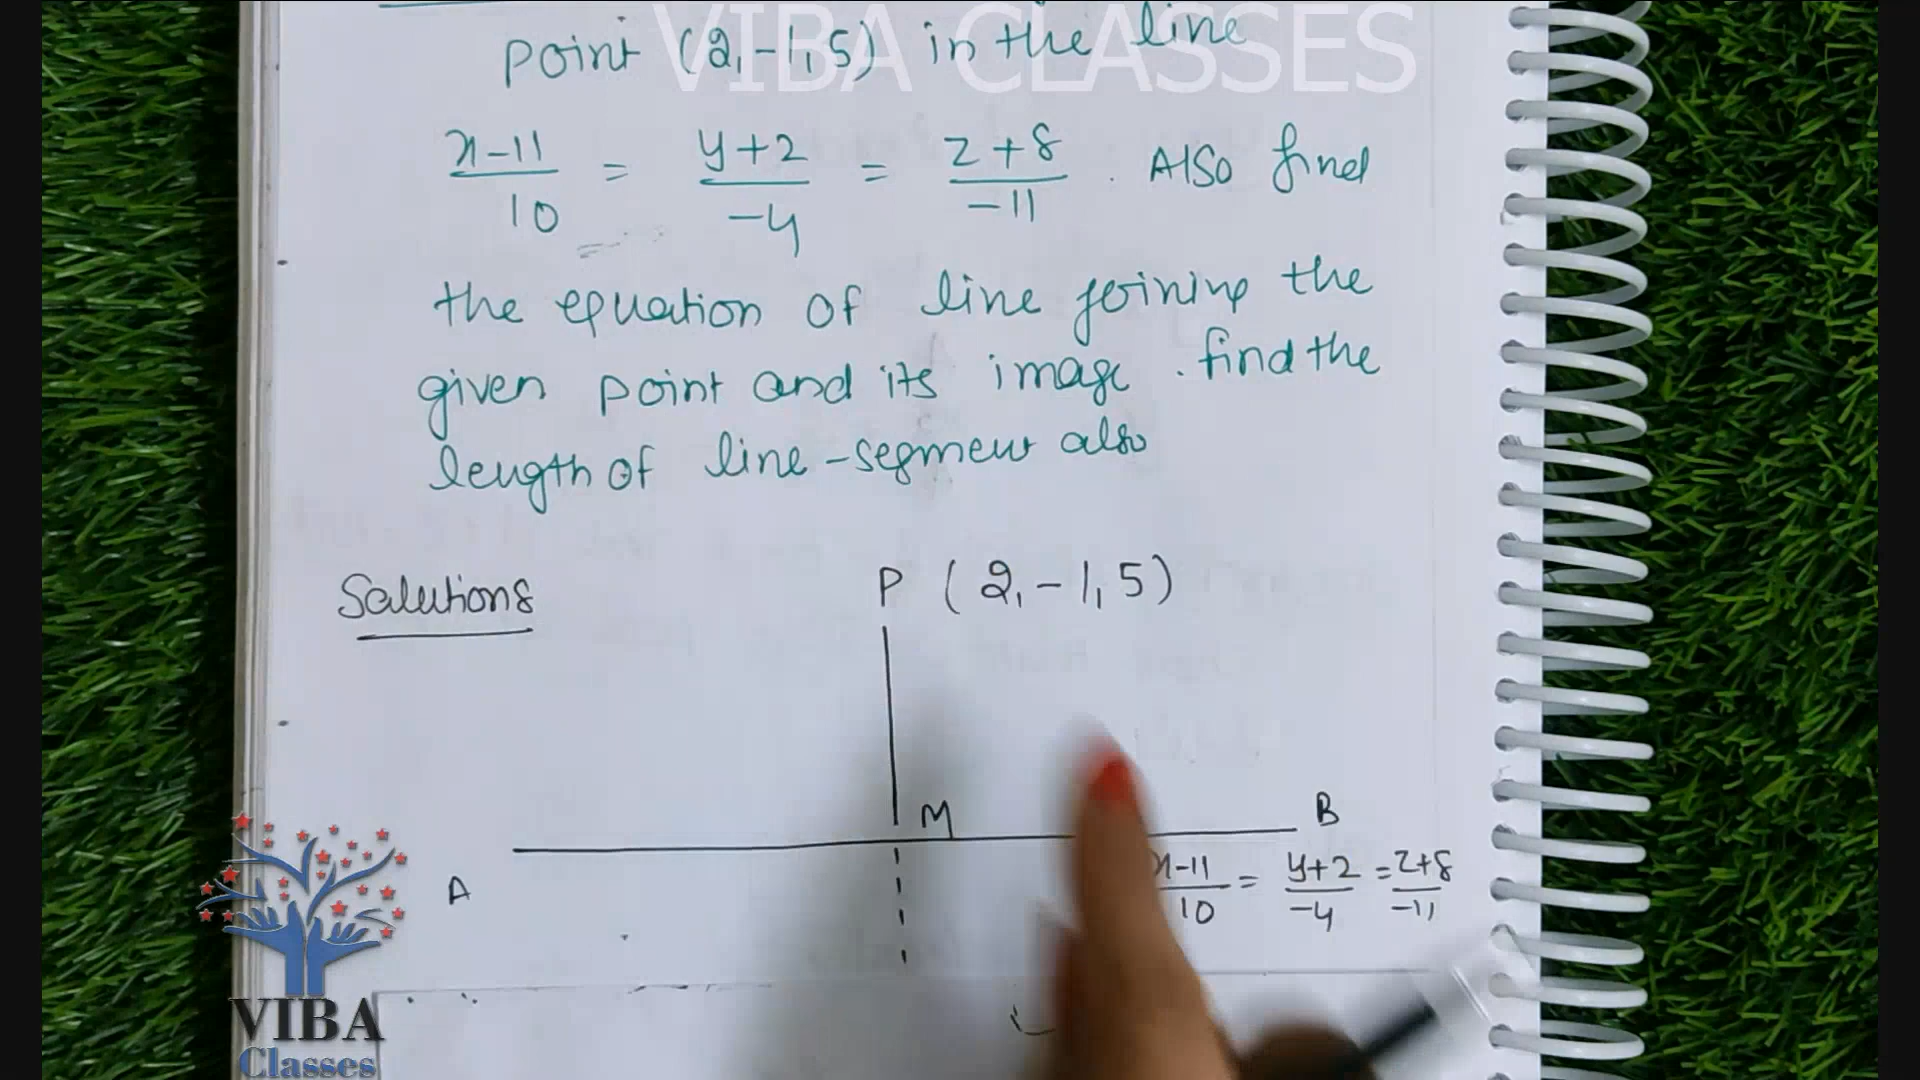 VIBA CLASSES
point (2, -1, 5) in the line
x-11/10 = y+2/-4 = z+8/-11 . Also find
the equation of line joining the
given point and its image . find the
length of line-segment also
Solutions
P (2, -1, 5)
M
B
A
x-11/10 = y+2/-4 = z+8/-11
VIBA
Classes